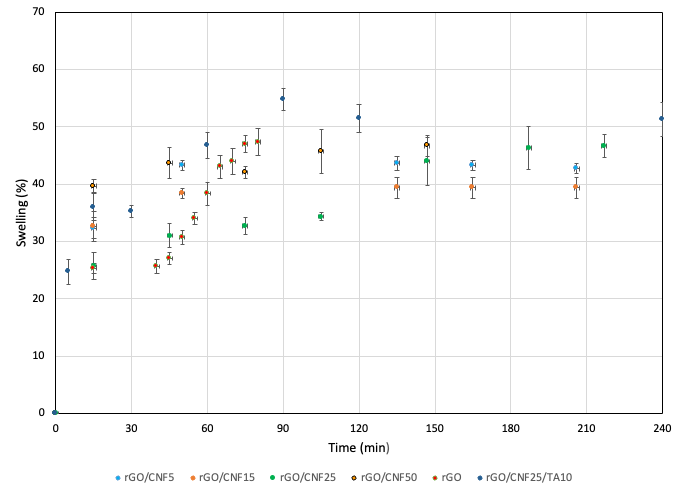 70
60
50
40
30
20
10
0
Swelling (%)
0 30 60 90 120 150 180 210 240
Time (min)
rGO/CNF5 rGO/CNF15 rGO/CNF25 rGO/CNF50 rGO rGO/CNF25/TA10